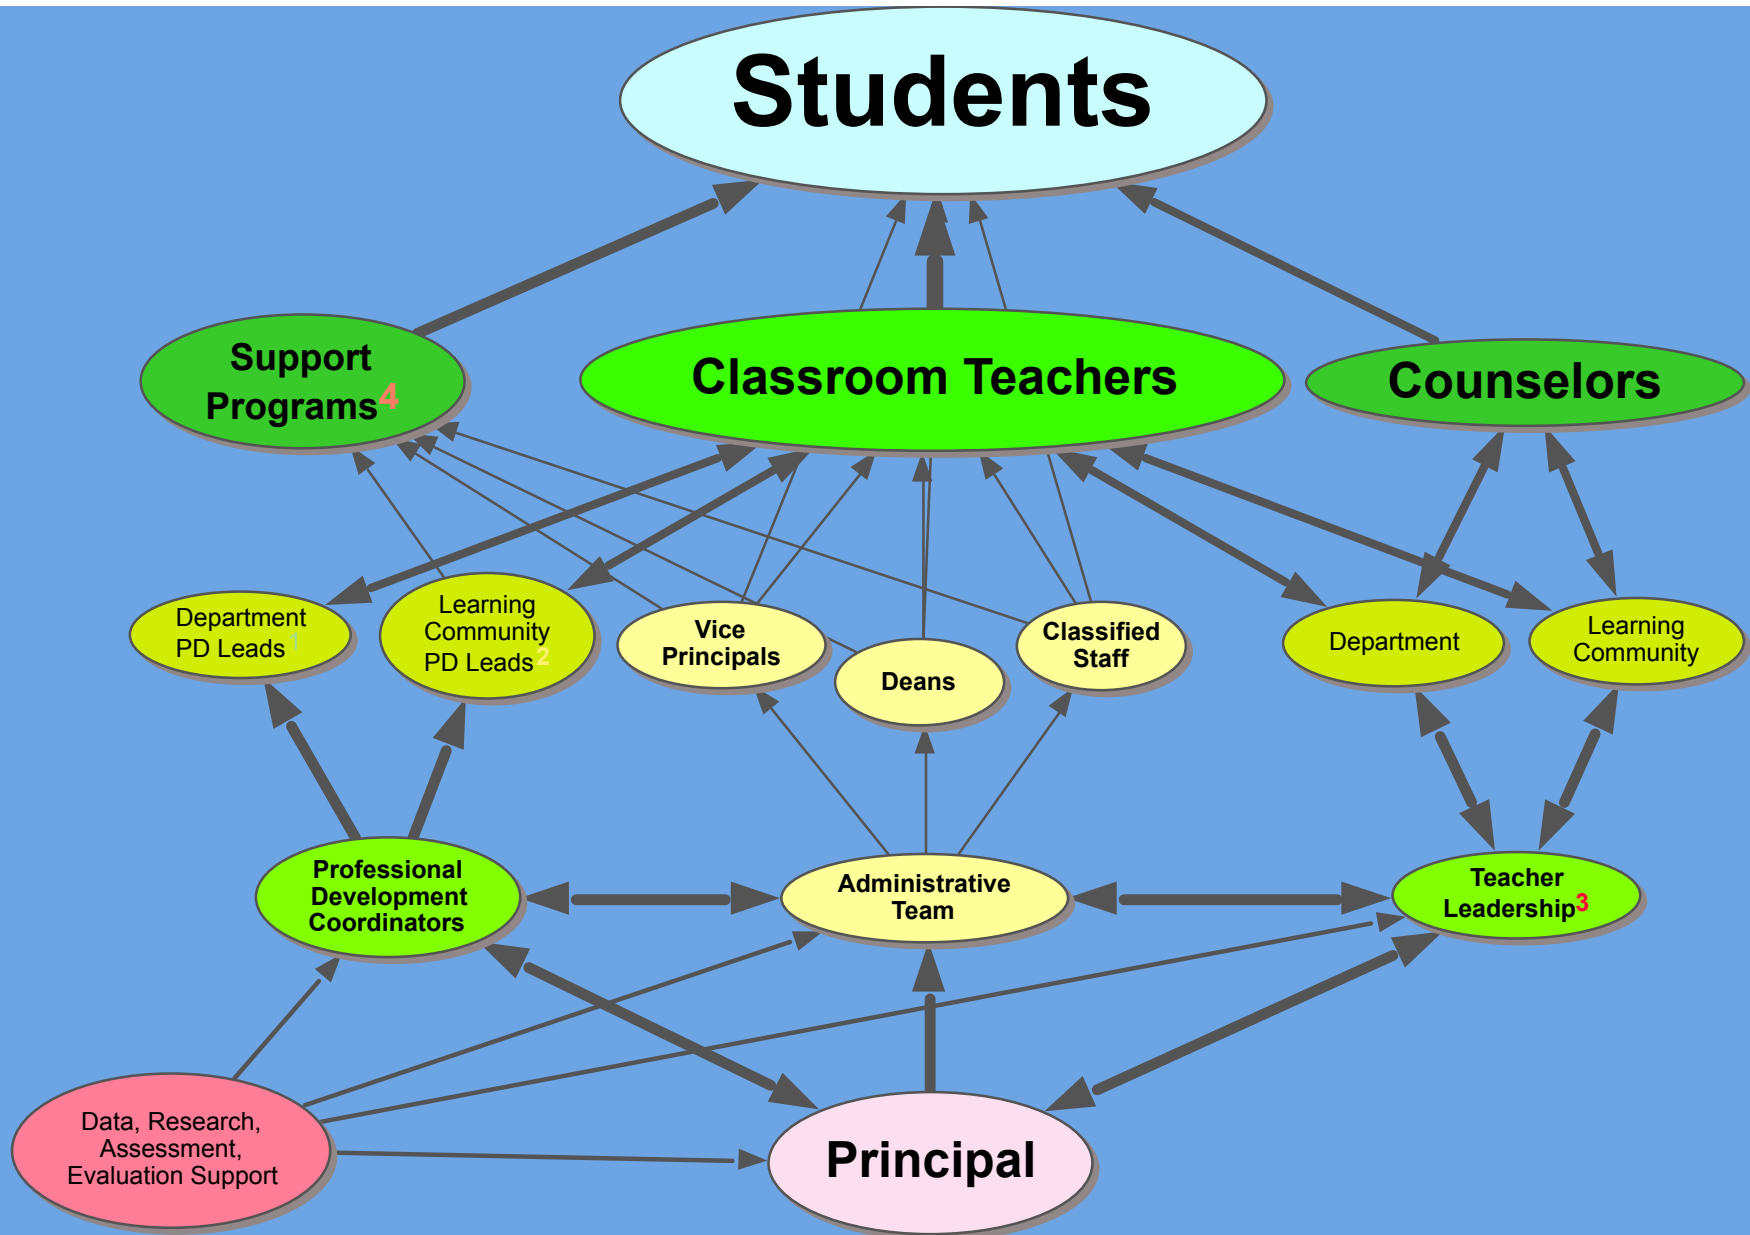 Students
Support
Programs4
Classroom Teachers
Counselors
Department
PD Leads1
Learning
Community
PD Leads2
Vice
Principals
Deans
Classified
Staff
Department
Learning
Community
Professional
Development
Coordinators
Administrative
Team
Teacher
Leadership3
Data, Research,
Assessment,
Evaluation Support
Principal